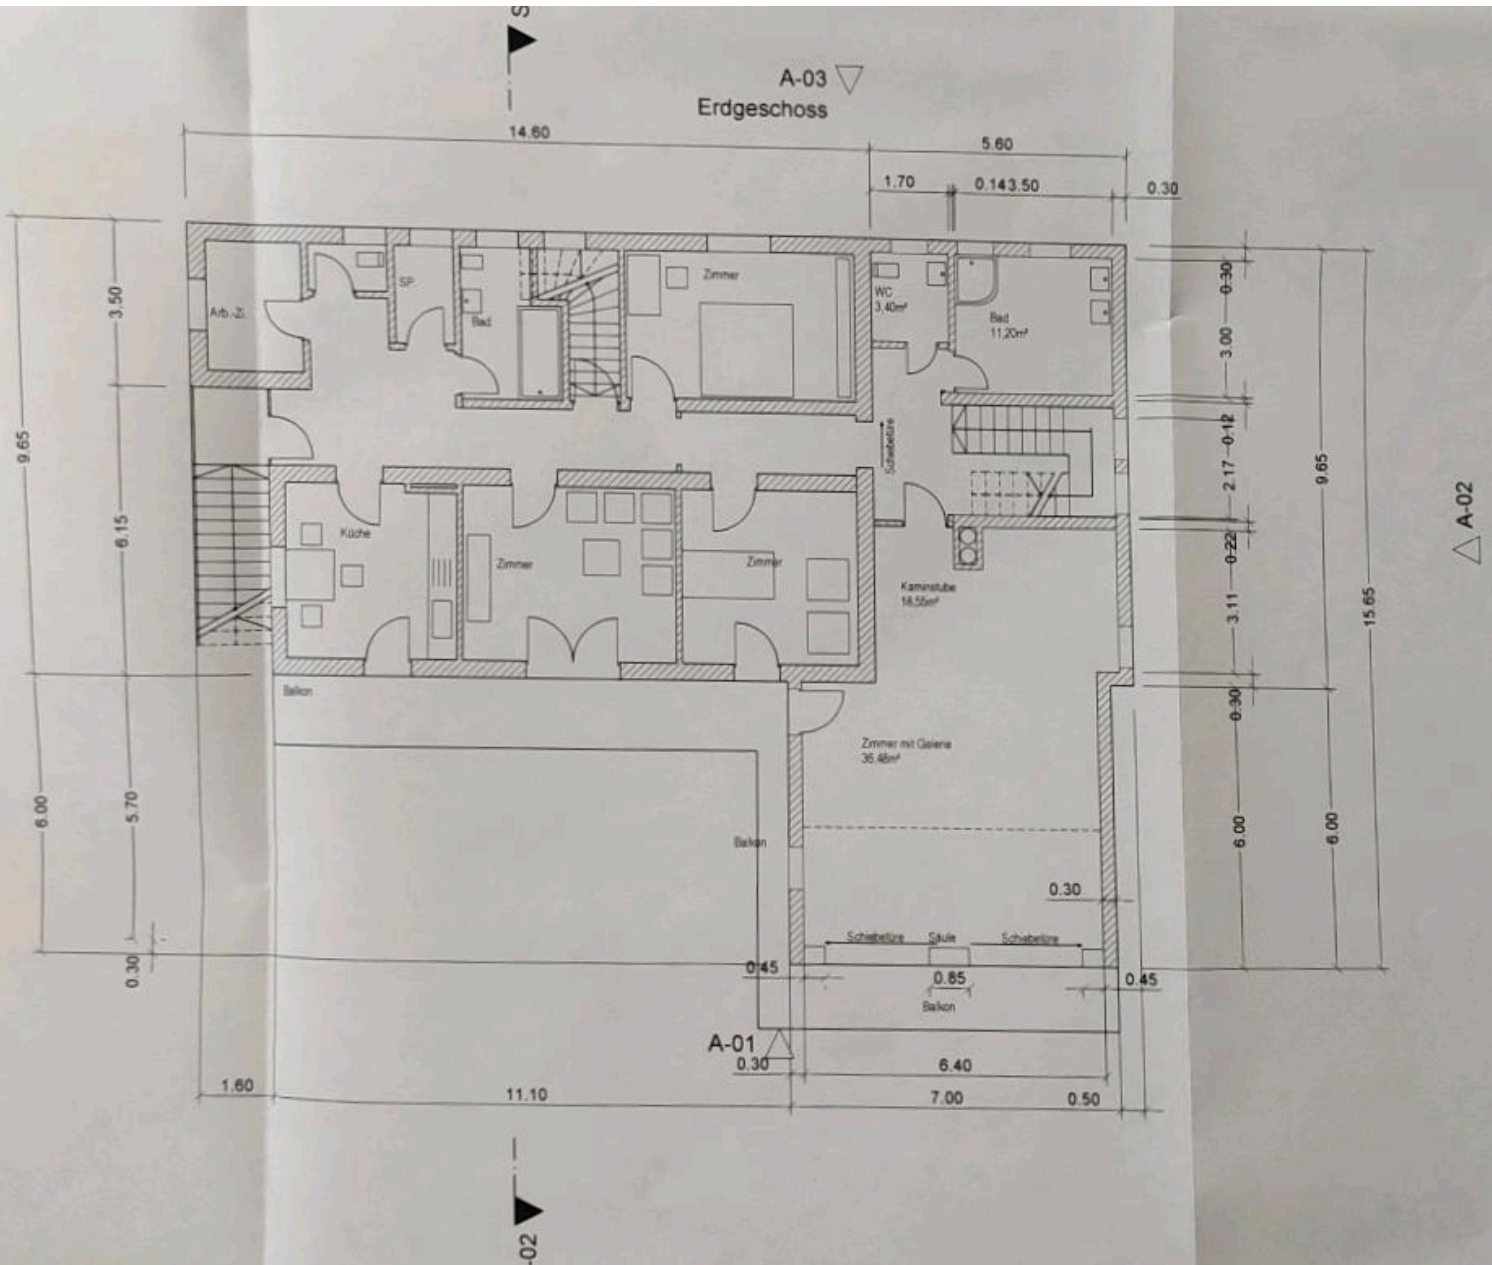 S
A-03
Erdgeschoss
14.60
5.60
1.70
0.14
3.50
0.30
3.50
9.65
6.15
6.00
5.70
0.30
Arb.-Zi.
SP
Bad
Zimmer
WC
3,40m²
Bad
11,20m²
Schiebetüre
Küche
Zimmer
Zimmer
Kaminstube
18,55m²
Balkon
Zimmer mit Galerie
35,48m²
Balkon
0.30
Schiebetüre
Säule
Schiebetüre
0.45
0.85
0.45
Balkon
0.30
3.00
0.12
2.17
0.22
3.11
0.30
6.00
9.65
6.00
15.65
A-02
A-01
0.30
6.40
1.60
11.10
7.00
0.50
-02